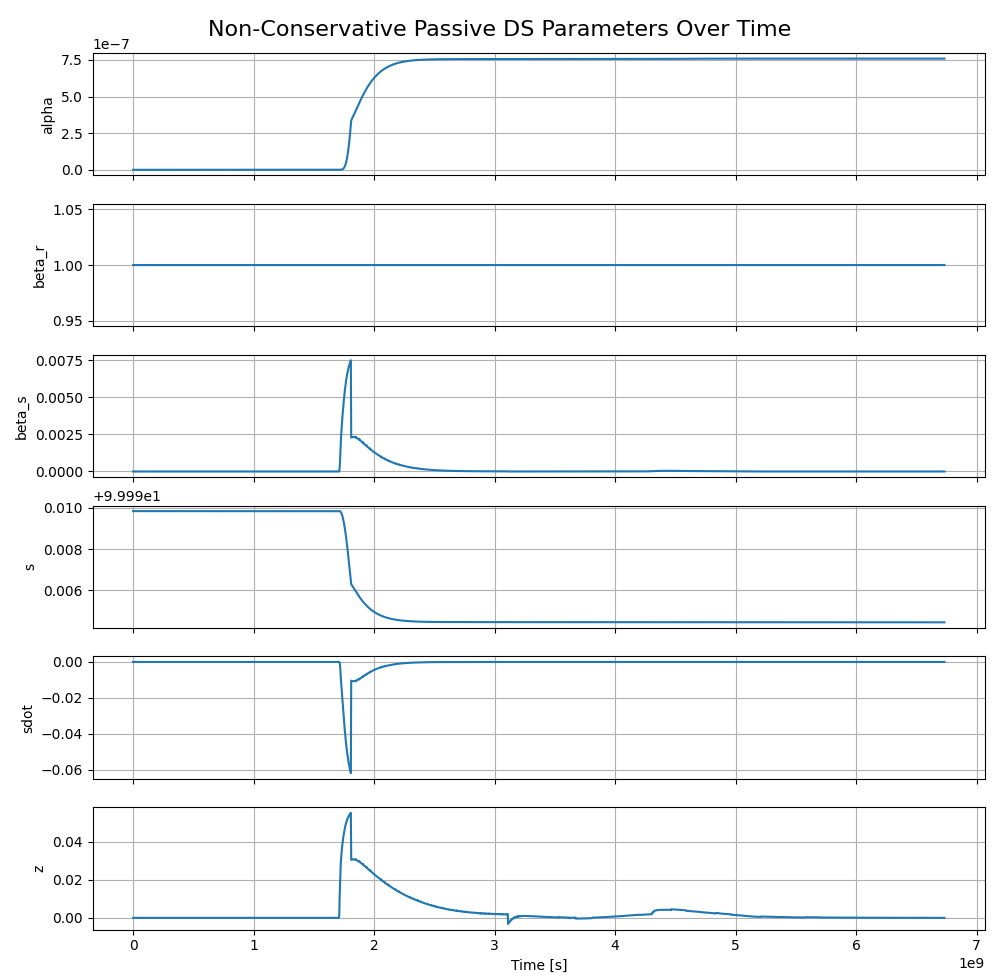 Non-Conservative Passive DS Parameters Over Time
1e−7
7.5
5.0
2.5
0.0
alpha
1.05
1.00
0.95
beta_r
0.0075
0.0050
0.0025
0.0000
beta_s
+9.999e1
0.010
0.008
0.006
s
0.00
−0.02
−0.04
−0.06
sdot
0.04
0.02
0.00
z
0 1 2 3 4 5 6 7
1e9
Time [s]